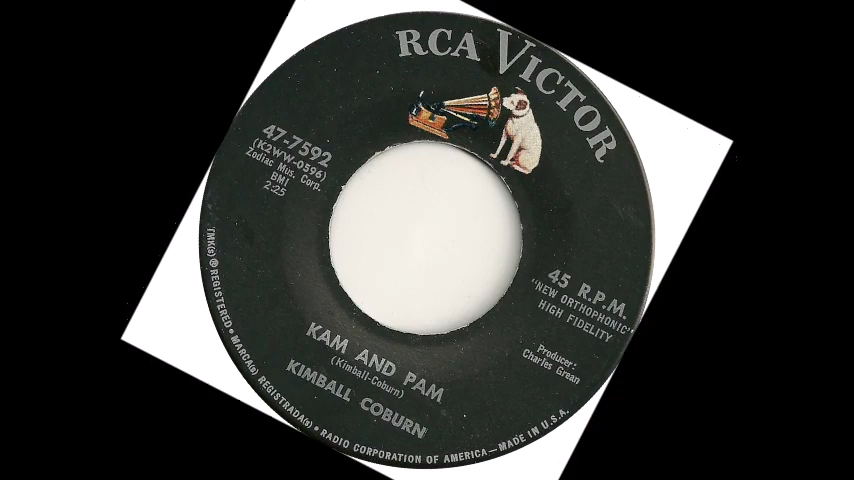 RCA VICTOR
47-7592
(K2WW-0596)
Zodiac Mus. Corp.
BMI
2:25
45 R.P.M.
"NEW ORTHOPHONIC"
HIGH FIDELITY
Producer:
Charles Grean
KAM AND PAM
(Kimball-Coburn)
KIMBALL COBURN
TMK(s) ® REGISTERED • MARCA(s) REGISTRADA(s) • RADIO CORPORATION OF AMERICA—MADE IN U.S.A.